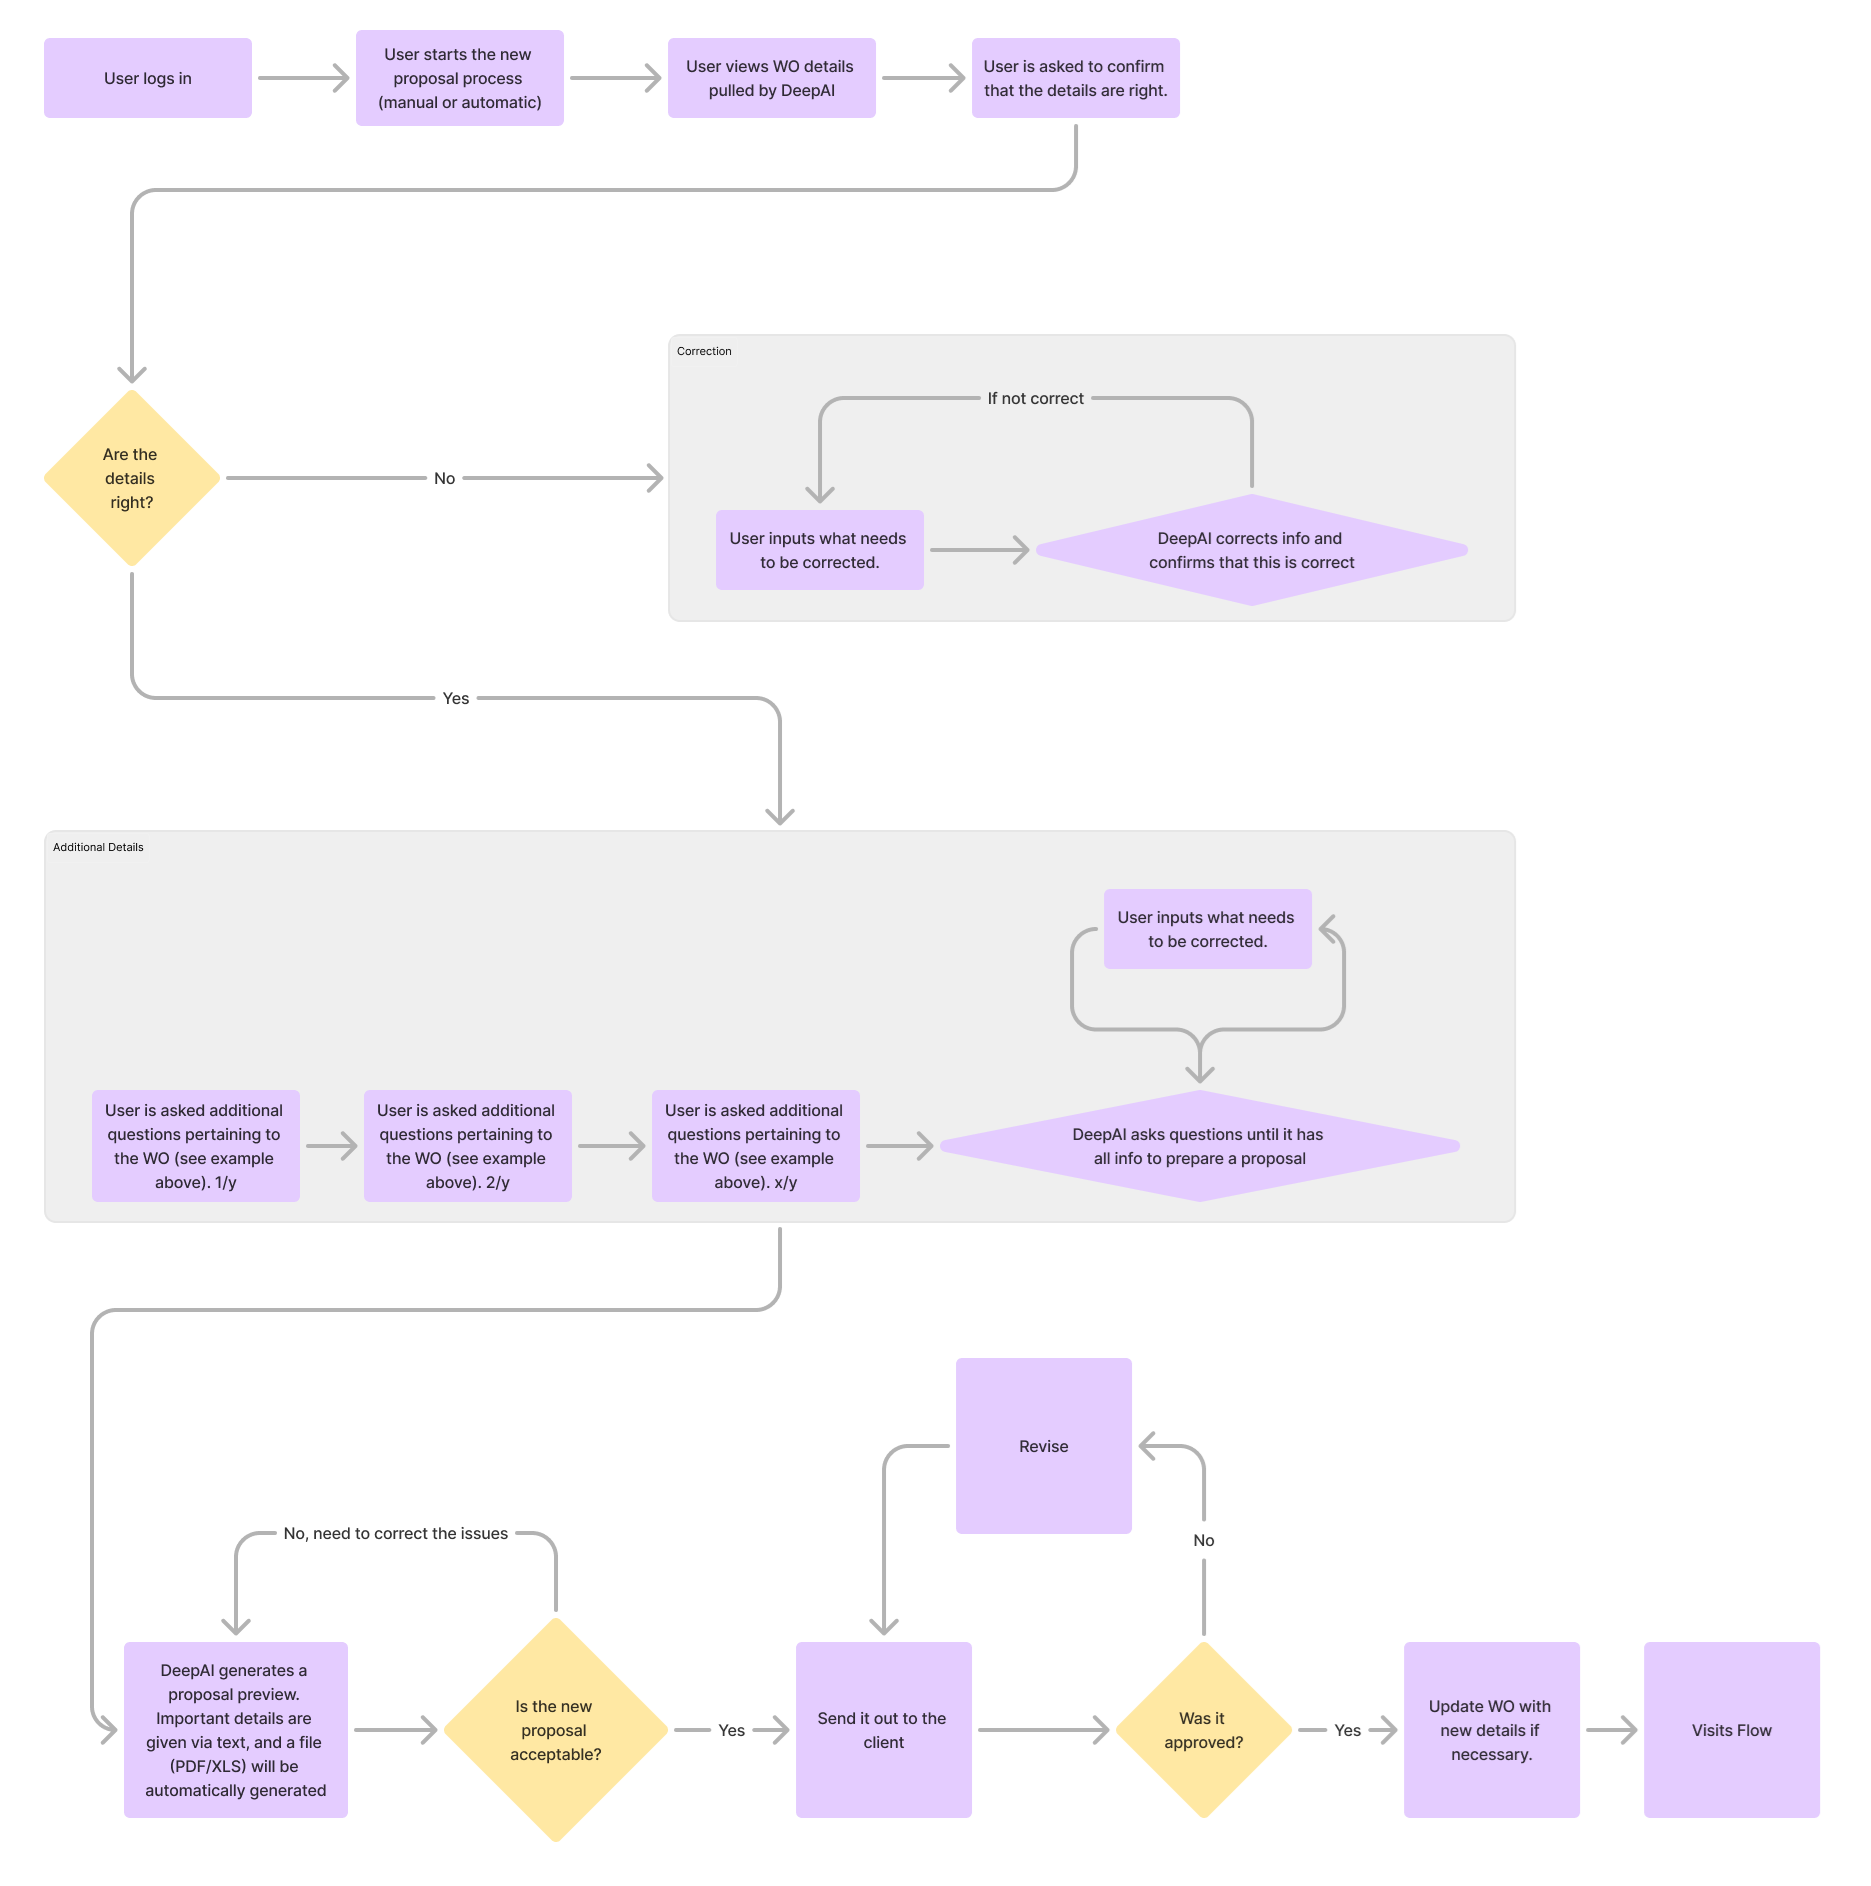 User logs in
User starts the new
proposal process
(manual or automatic)
User views WO details
pulled by DeepAI
User is asked to confirm
that the details are right.
Correction
If not correct
Are the
details
right?
No
User inputs what needs
to be corrected.
DeepAI corrects info and
confirms that this is correct
Yes
Additional Details
User inputs what needs
to be corrected.
User is asked additional
questions pertaining to
the WO (see example
above). 1/y
User is asked additional
questions pertaining to
the WO (see example
above). 2/y
User is asked additional
questions pertaining to
the WO (see example
above). x/y
DeepAI asks questions until it has
all info to prepare a proposal
Revise
No, need to correct the issues
No
DeepAI generates a
proposal preview.
Important details are
given via text, and a file
(PDF/XLS) will be
automatically generated
Is the new
proposal
acceptable?
Yes
Send it out to the
client
Was it
approved?
Yes
Update WO with
new details if
necessary.
Visits Flow